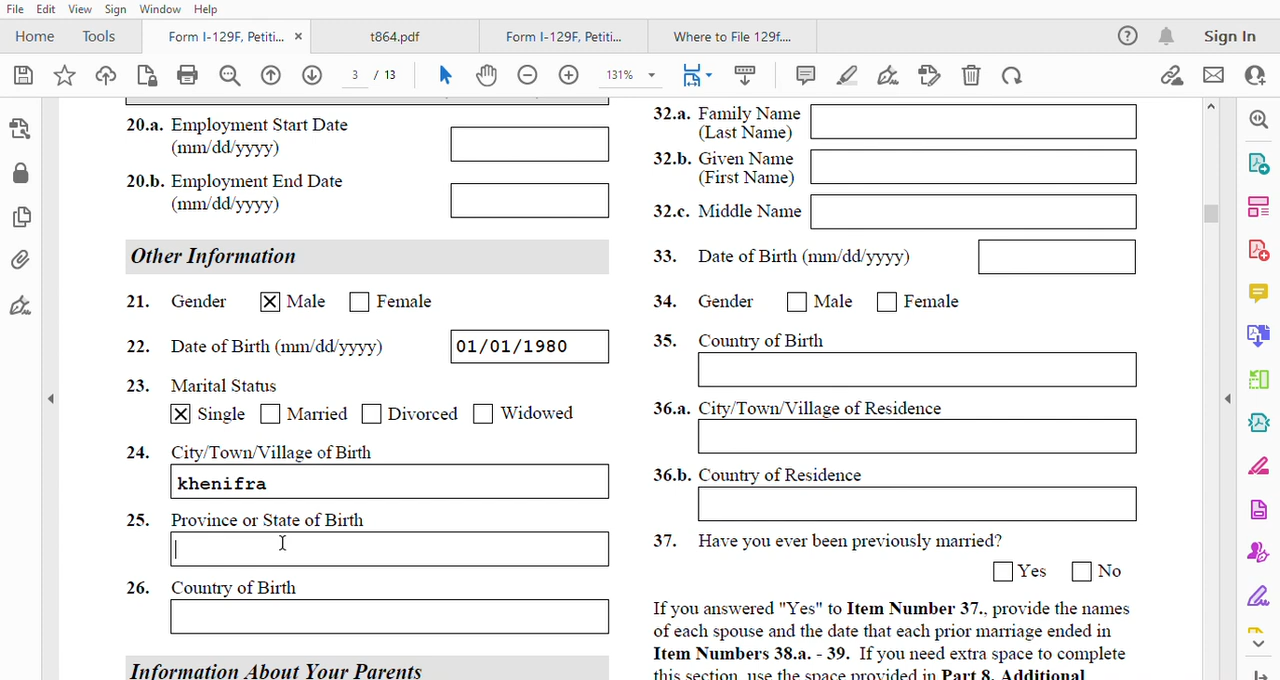 File Edit View Sign Window Help
Home Tools Form I-129F, Petiti... × t864.pdf Form I-129F, Petiti... Where to File 129f.... Sign In
3 / 13 131%
20.a. Employment Start Date
(mm/dd/yyyy)
20.b. Employment End Date
(mm/dd/yyyy)
Other Information
21. Gender Male Female
22. Date of Birth (mm/dd/yyyy) 01/01/1980
23. Marital Status
Single Married Divorced Widowed
24. City/Town/Village of Birth
khenifra
25. Province or State of Birth
26. Country of Birth
Information About Your Parents
32.a. Family Name
(Last Name)
32.b. Given Name
(First Name)
32.c. Middle Name
33. Date of Birth (mm/dd/yyyy)
34. Gender Male Female
35. Country of Birth
36.a. City/Town/Village of Residence
36.b. Country of Residence
37. Have you ever been previously married?
Yes No
If you answered "Yes" to Item Number 37., provide the names
of each spouse and the date that each prior marriage ended in
Item Numbers 38.a. - 39. If you need extra space to complete
this section, use the space provided in Part 8. Additional